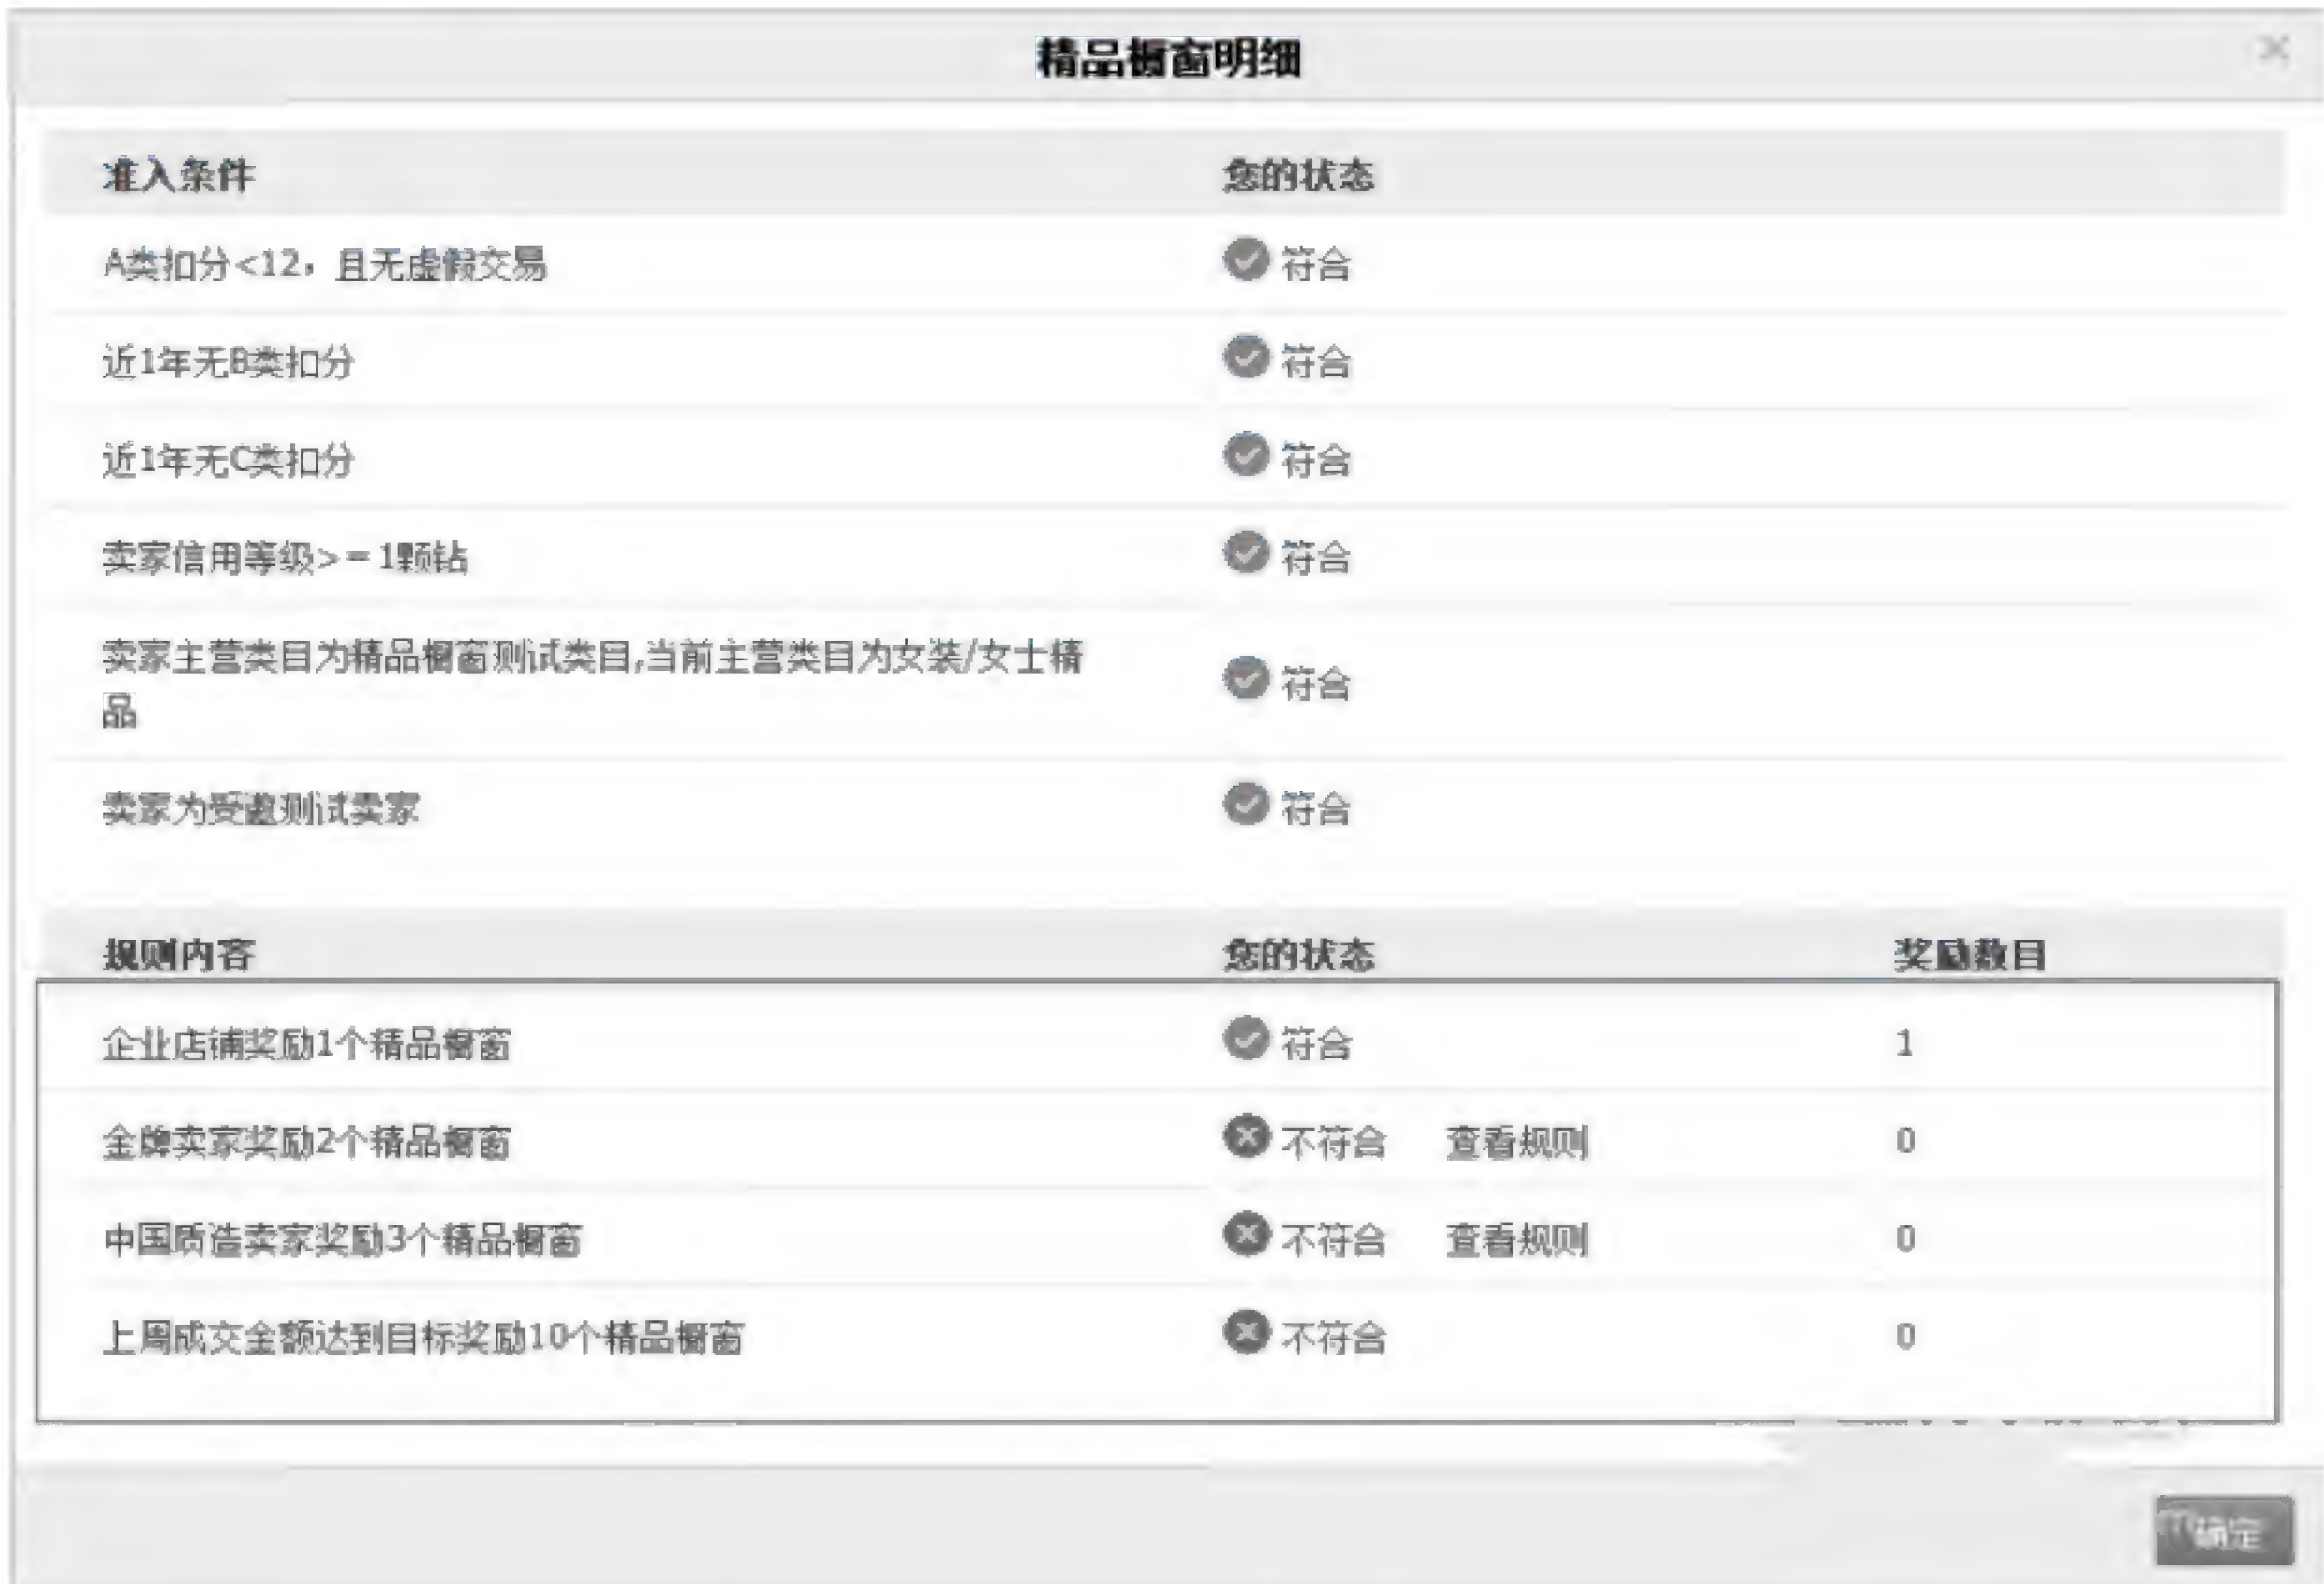 精品橱窗明细
准入条件 您的状态
A类扣分<12，且无虚假交易 符合
近1年无B类扣分 符合
近1年无C类扣分 符合
卖家信用等级>=1颗钻 符合
卖家主营类目为精品橱窗测试类目,当前主营类目为女装/女士精
品 符合
卖家为受邀测试卖家 符合
规则内容 您的状态 奖励数目
企业店铺奖励1个精品橱窗 符合 1
金牌卖家奖励2个精品橱窗 不符合 查看规则 0
中国质造卖家奖励3个精品橱窗 不符合 查看规则 0
上周成交金额达到目标奖励10个精品橱窗 不符合 0
确定